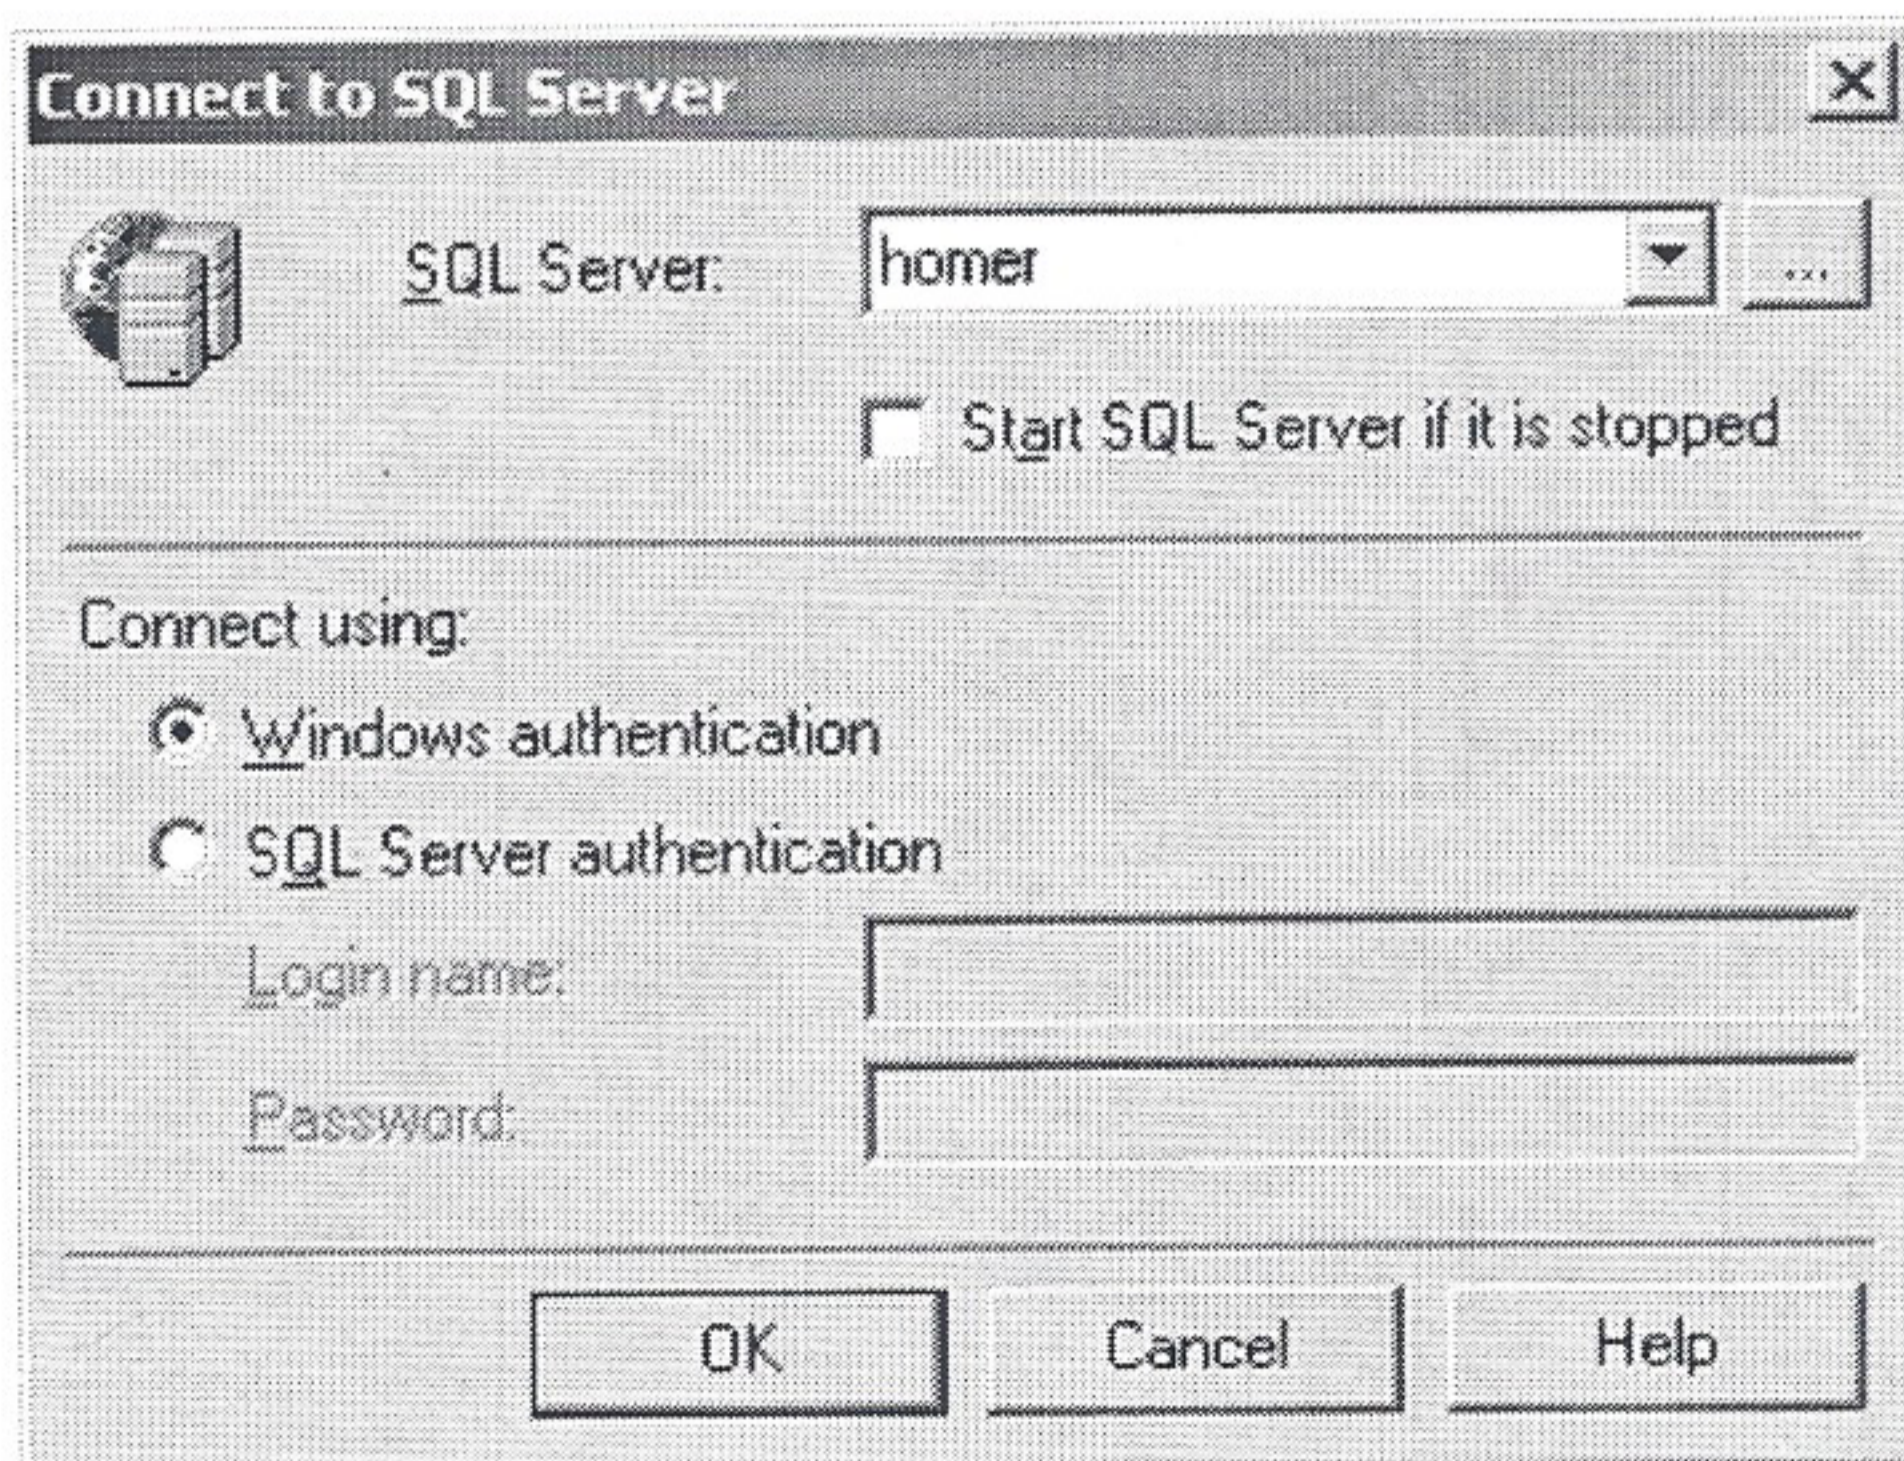 Connect to SQL Server
SQL Server: homer ...
Start SQL Server if it is stopped
Connect using:
Windows authentication
SQL Server authentication
Login name:
Password:
OK Cancel Help